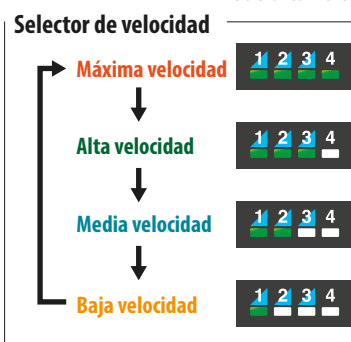 Selector de velocidad
Máxima velocidad 1 2 3 4
Alta velocidad 1 2 3 4
Media velocidad 1 2 3 4
Baja velocidad 1 2 3 4